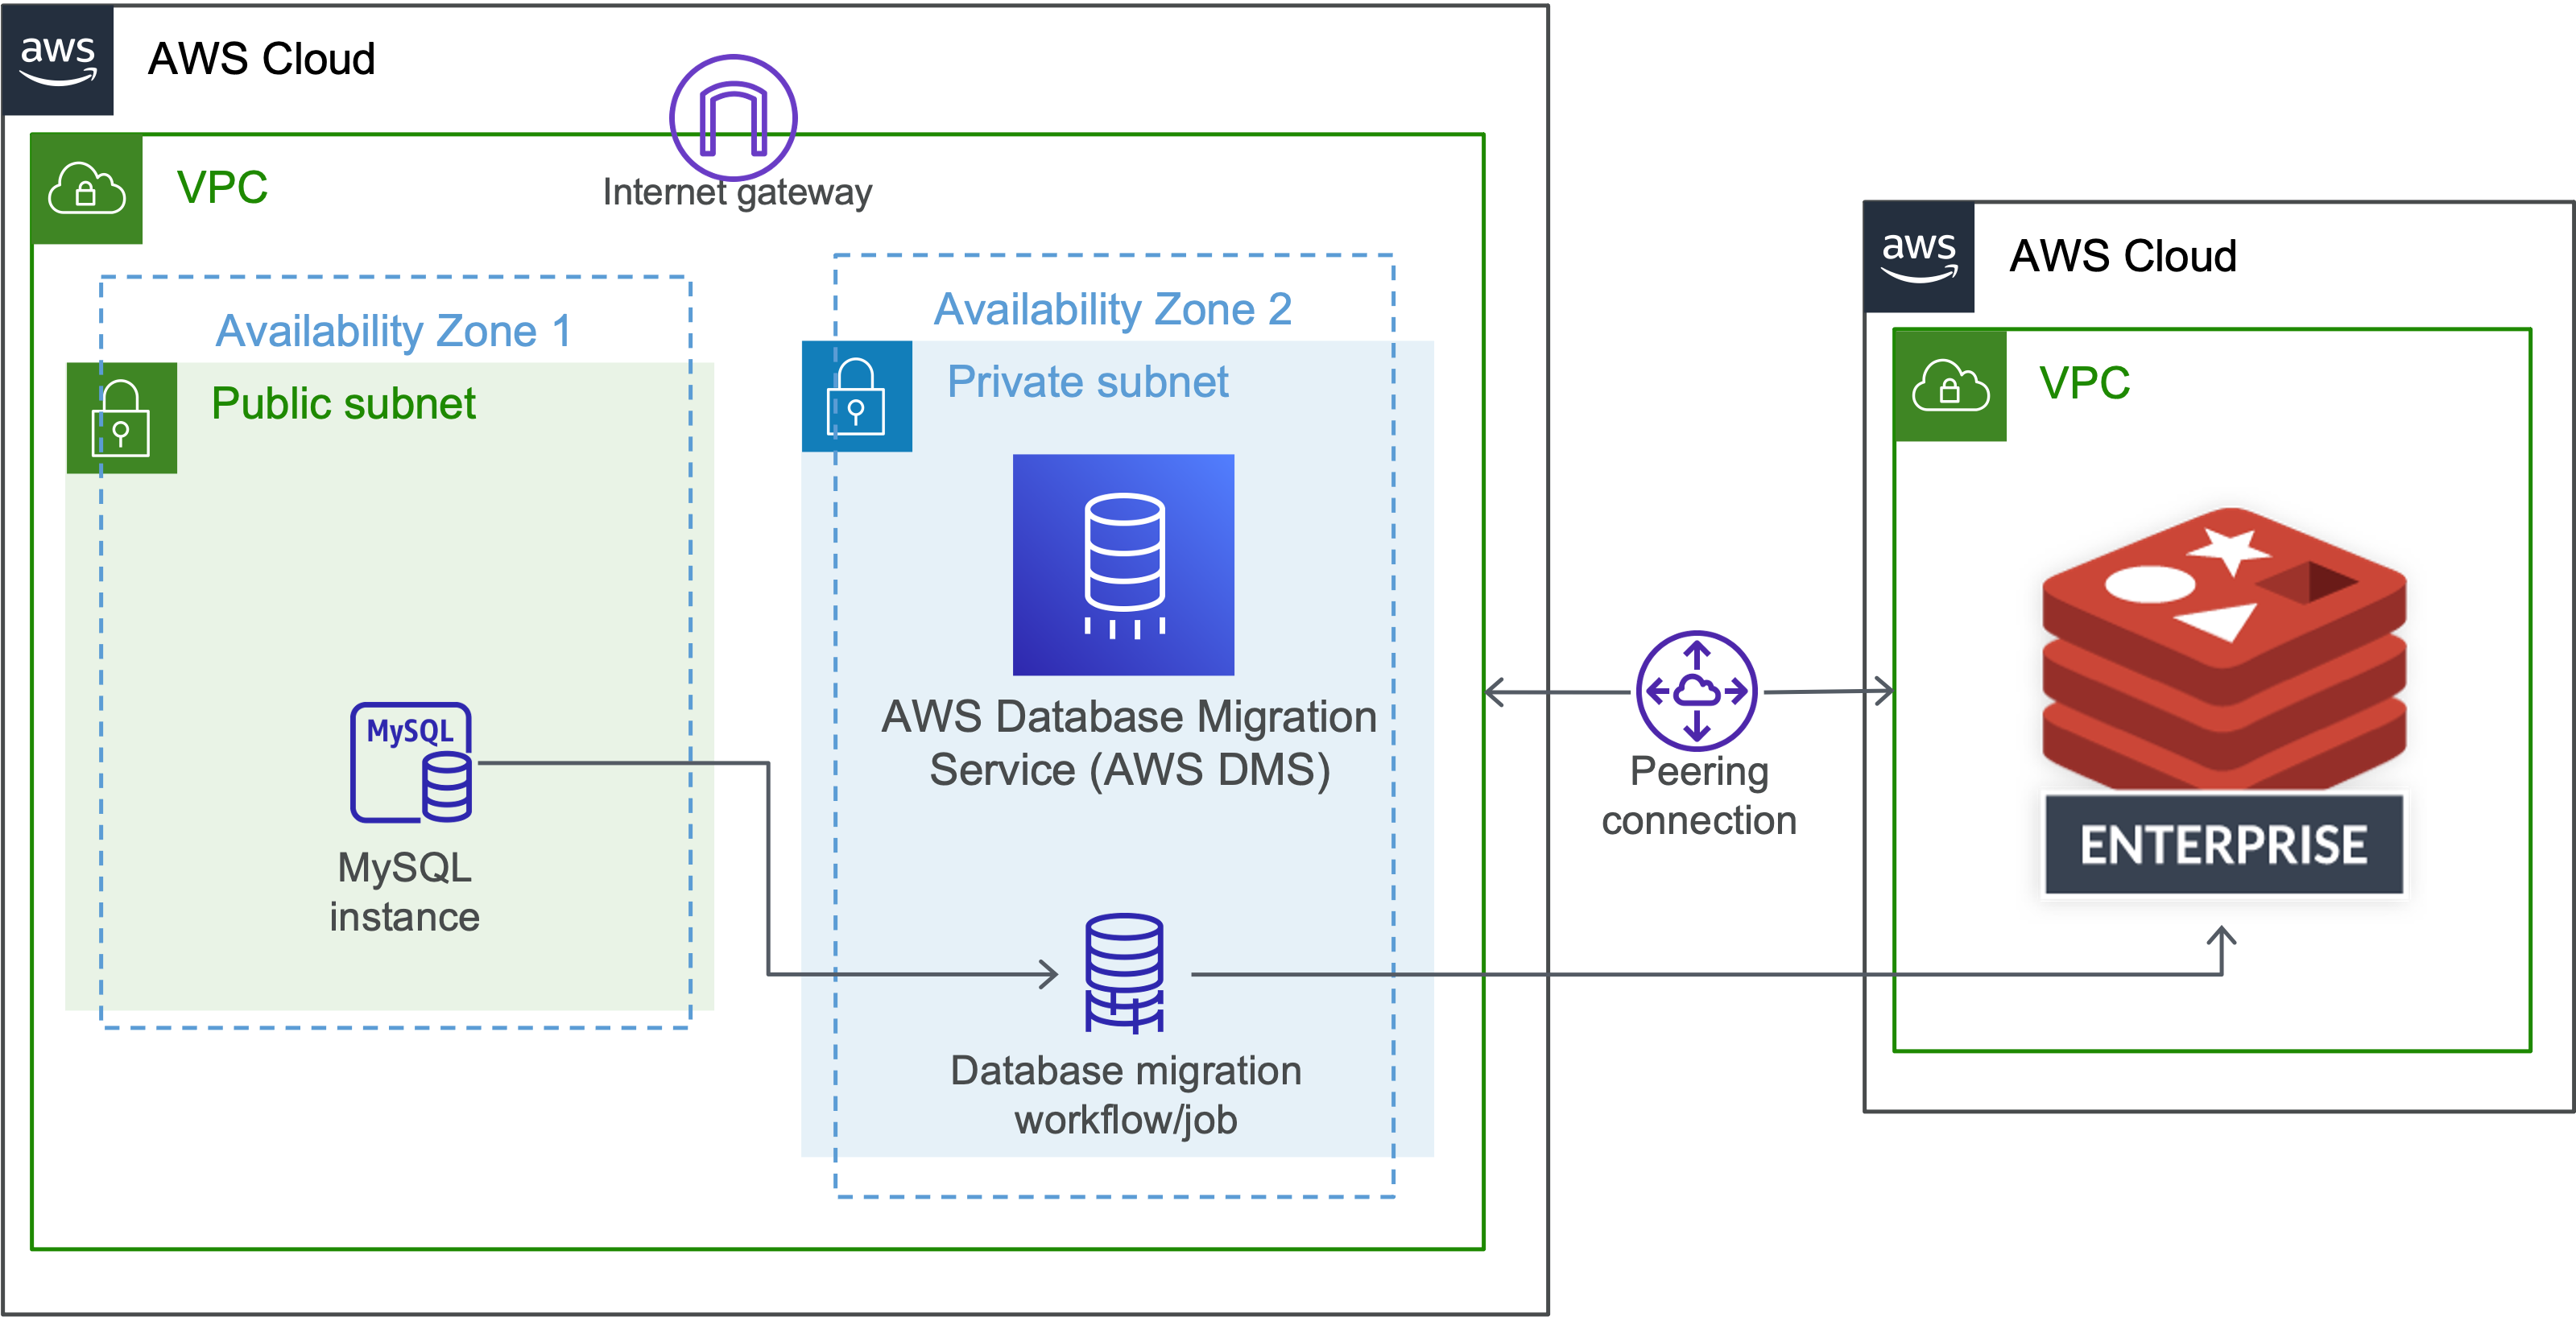 aws
AWS Cloud
Internet gateway
VPC
Availability Zone 1
Public subnet
MySQL
MySQL
instance
Availability Zone 2
Private subnet
AWS Database Migration
Service (AWS DMS)
Database migration
workflow/job
Peering
connection
aws
AWS Cloud
VPC
ENTERPRISE